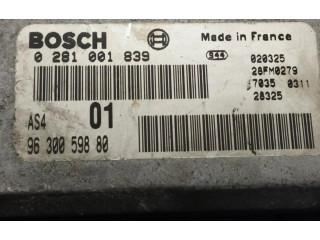 BOSCH
Made in France
0 281 001 839
S44
020325
28FM0279
7035 0311
28325
AS4 01
96 300 598 80